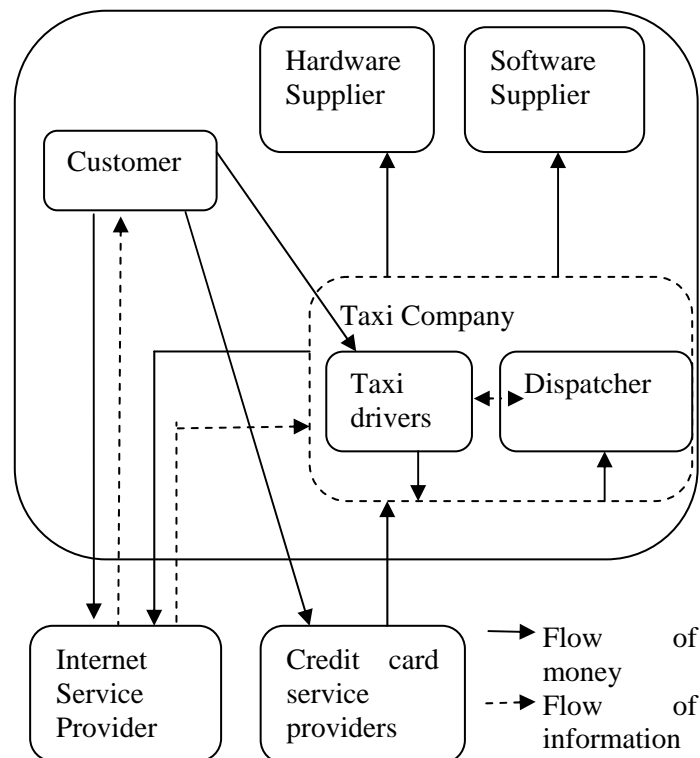 Hardware
Supplier
Software
Supplier
Customer
Taxi Company
Taxi
drivers
Dispatcher
Internet
Service
Provider
Credit card
service
providers
Flow of
money
Flow of
information